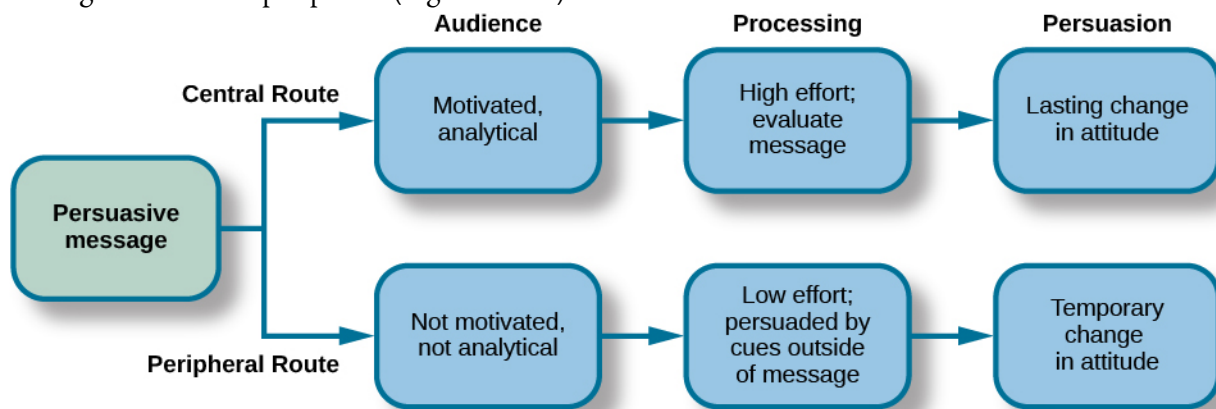 Audience
Processing
Persuasion
Central Route
Motivated,
analytical
High effort;
evaluate
message
Lasting change
in attitude
Persuasive
message
Peripheral Route
Not motivated,
not analytical
Low effort;
persuaded by
cues outside
of message
Temporary
change
in attitude